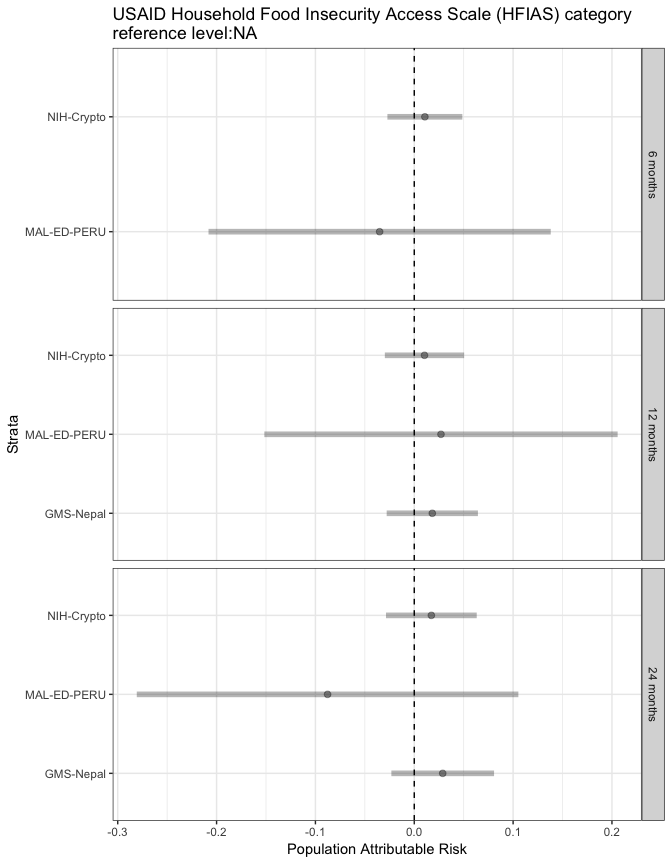 USAID Household Food Insecurity Access Scale (HFIAS) category
reference level:NA
NIH-Crypto
MAL-ED-PERU
6 months
NIH-Crypto
MAL-ED-PERU
GMS-Nepal
12 months
Strata
NIH-Crypto
MAL-ED-PERU
GMS-Nepal
24 months
-0.3 -0.2 -0.1 0.0 0.1 0.2
Population Attributable Risk